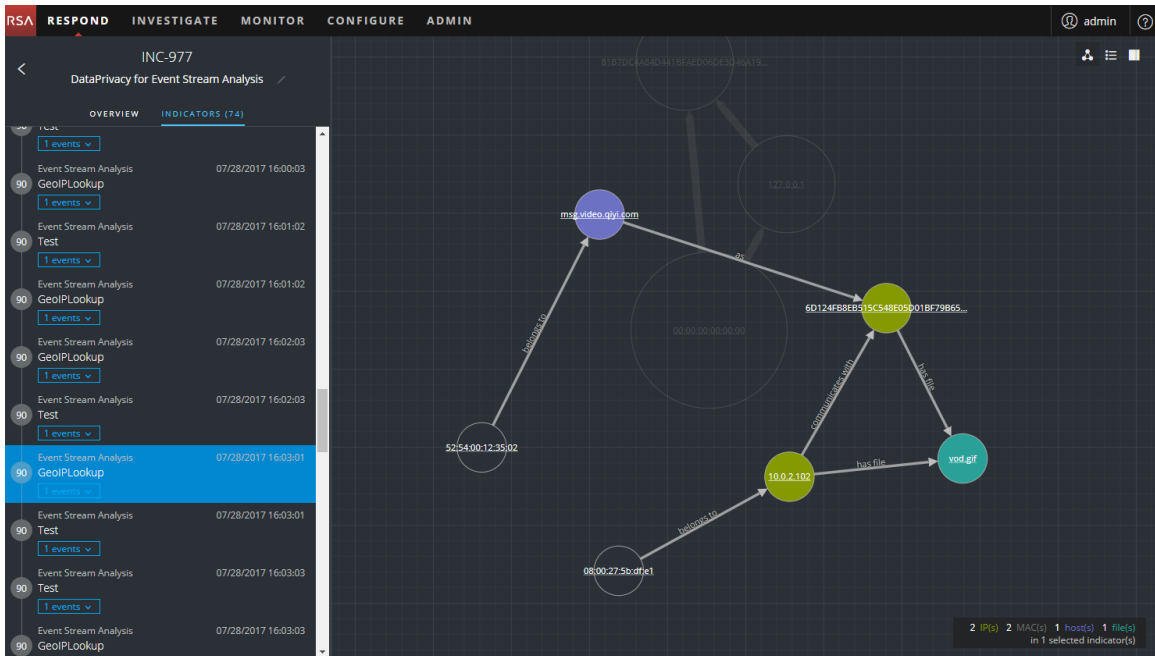 RSA RESPOND INVESTIGATE MONITOR CONFIGURE ADMIN admin ?
INC-977
DataPrivacy for Event Stream Analysis
OVERVIEW INDICATORS (74)
90 Test
1 events
Event Stream Analysis 07/28/2017 16:00:03
90 GeoIPLookup
1 events
Event Stream Analysis 07/28/2017 16:01:02
90 Test
1 events
Event Stream Analysis 07/28/2017 16:01:02
90 GeoIPLookup
1 events
Event Stream Analysis 07/28/2017 16:02:03
90 GeoIPLookup
1 events
Event Stream Analysis 07/28/2017 16:02:03
90 Test
1 events
Event Stream Analysis 07/28/2017 16:03:01
90 GeoIPLookup
1 events
Event Stream Analysis 07/28/2017 16:03:01
90 Test
1 events
Event Stream Analysis 07/28/2017 16:03:03
90 Test
1 events
Event Stream Analysis 07/28/2017 16:03:03
90 GeoIPLookup
127.0.0.1
msg.video.qiyi.com
as
6D124FB8EB515C548E05D01BF79B65...
00:00:00:00:00:00
belongs to
communicates with
has file
52:54:00:12:35:02
vod.gif
has file
10.0.2.102
belongs to
08:00:27:5b:df:e1
2 IP(s) 2 MAC(s) 1 host(s) 1 file(s)
in 1 selected indicator(s)